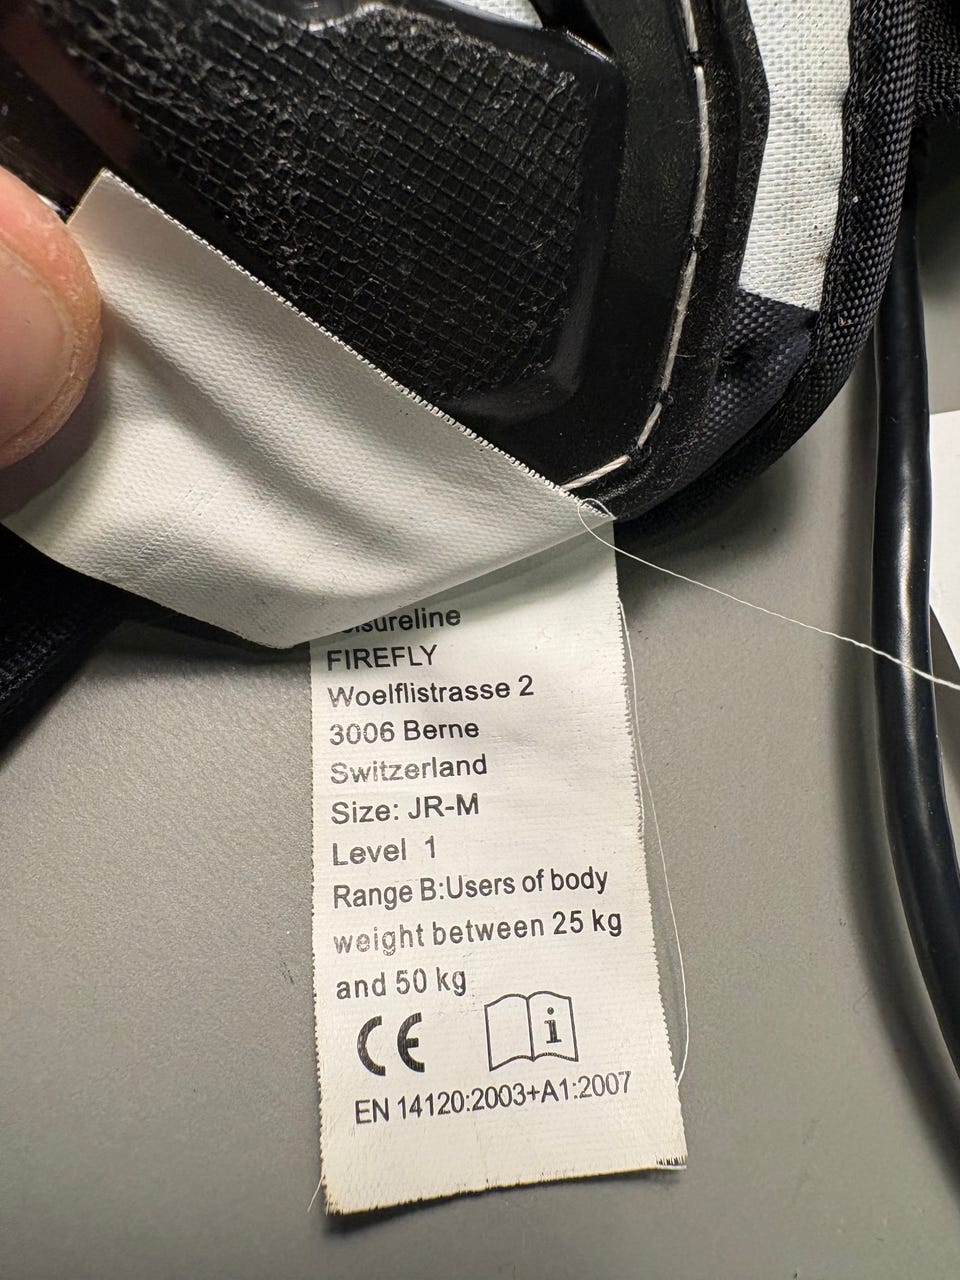 Leisureline
FIREFLY
Woelflistrasse 2
3006 Berne
Switzerland
Size: JR-M
Level 1
Range B:Users of body
weight between 25 kg
and 50 kg
CE
EN 14120:2003+A1:2007